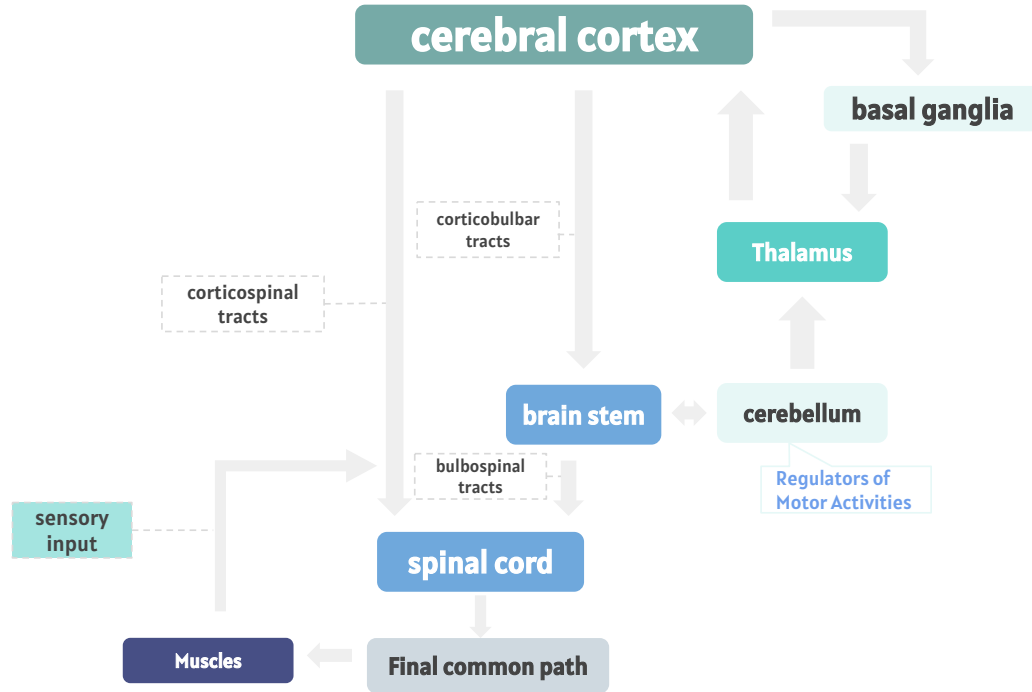 cerebral cortex
basal ganglia
corticobulbar
tracts
Thalamus
corticospinal
tracts
brain stem
cerebellum
bulbospinal
tracts
Regulators of
Motor Activities
sensory
input
spinal cord
Muscles
Final common path